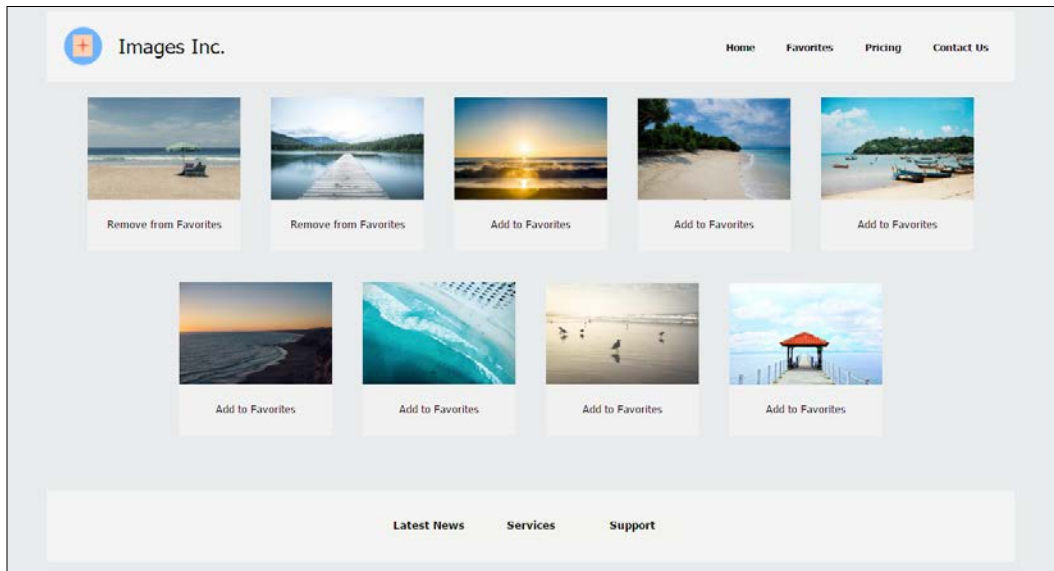 Images Inc.
Home Favorites Pricing Contact Us
Remove from Favorites Remove from Favorites Add to Favorites Add to Favorites Add to Favorites
Add to Favorites Add to Favorites Add to Favorites Add to Favorites
Latest News Services Support